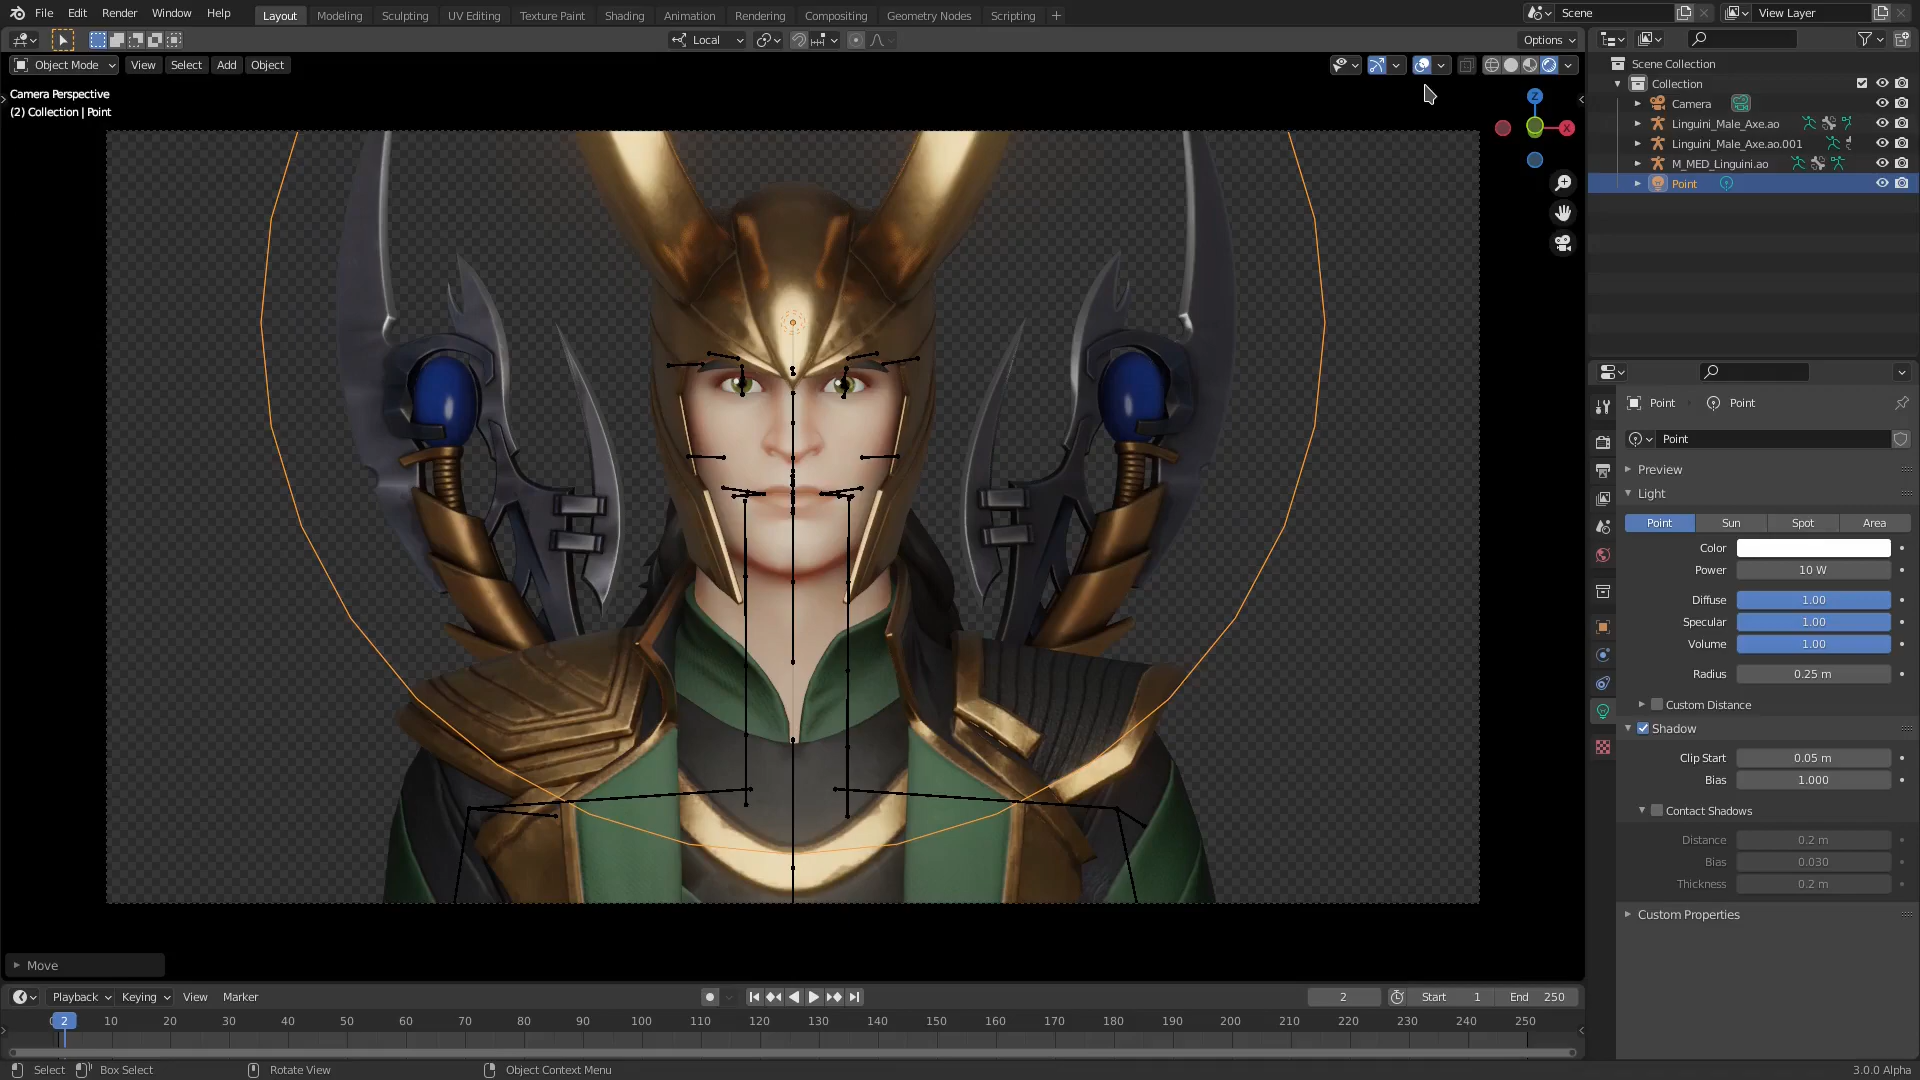 File Edit Render Window Help
Layout Modeling Sculpting UV Editing Texture Paint Shading Animation Rendering Compositing Geometry Nodes Scripting +
Scene
View Layer
Local
Options
Object Mode View Select Add Object
Camera Perspective
(2) Collection | Point
Z
X
Scene Collection
Collection
Camera
Linguini_Male_Axe.ao
Linguini_Male_Axe.ao.001
M_MED_Linguini.ao
Point
Point Point
Point
Preview
Light
Point Sun Spot Area
Color
Power 10 W
Diffuse 1.00
Specular 1.00
Volume 1.00
Radius 0.25 m
Custom Distance
Shadow
Clip Start 0.05 m
Bias 1.000
Contact Shadows
Distance 0.2 m
Bias 0.030
Thickness 0.2 m
Custom Properties
Move
Playback Keying View Marker
2 Start 1 End 250
2 10 20 30 40 50 60 70 80 90 100 110 120 130 140 150 160 170 180 190 200 210 220 230 240 250
Select Box Select Rotate View Object Context Menu
3.0.0 Alpha